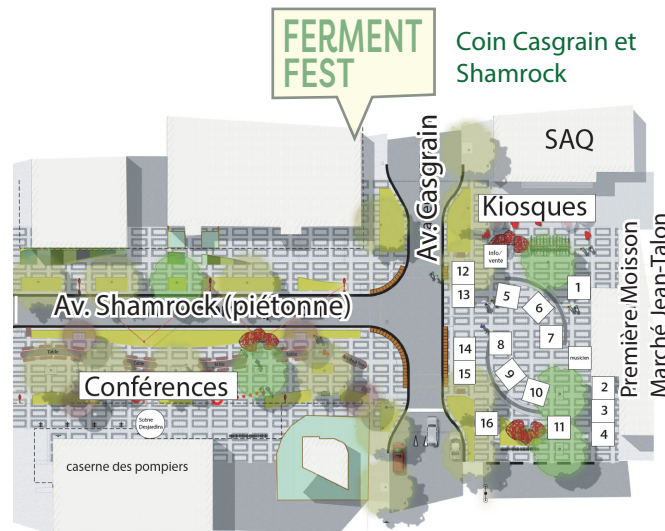 FERMENT
FEST
Coin Casgrain et
Shamrock
Av. Casgrain
SAQ
Kiosques
Info/
vente
12
13
1
5
6
7
Av. Shamrock (piétonne)
14
15
8
9
10
musicien
2
3
4
16
11
Première Moisson
Marché Jean-Talon
Conférences
Scène
Desjardins
caserne des pompiers